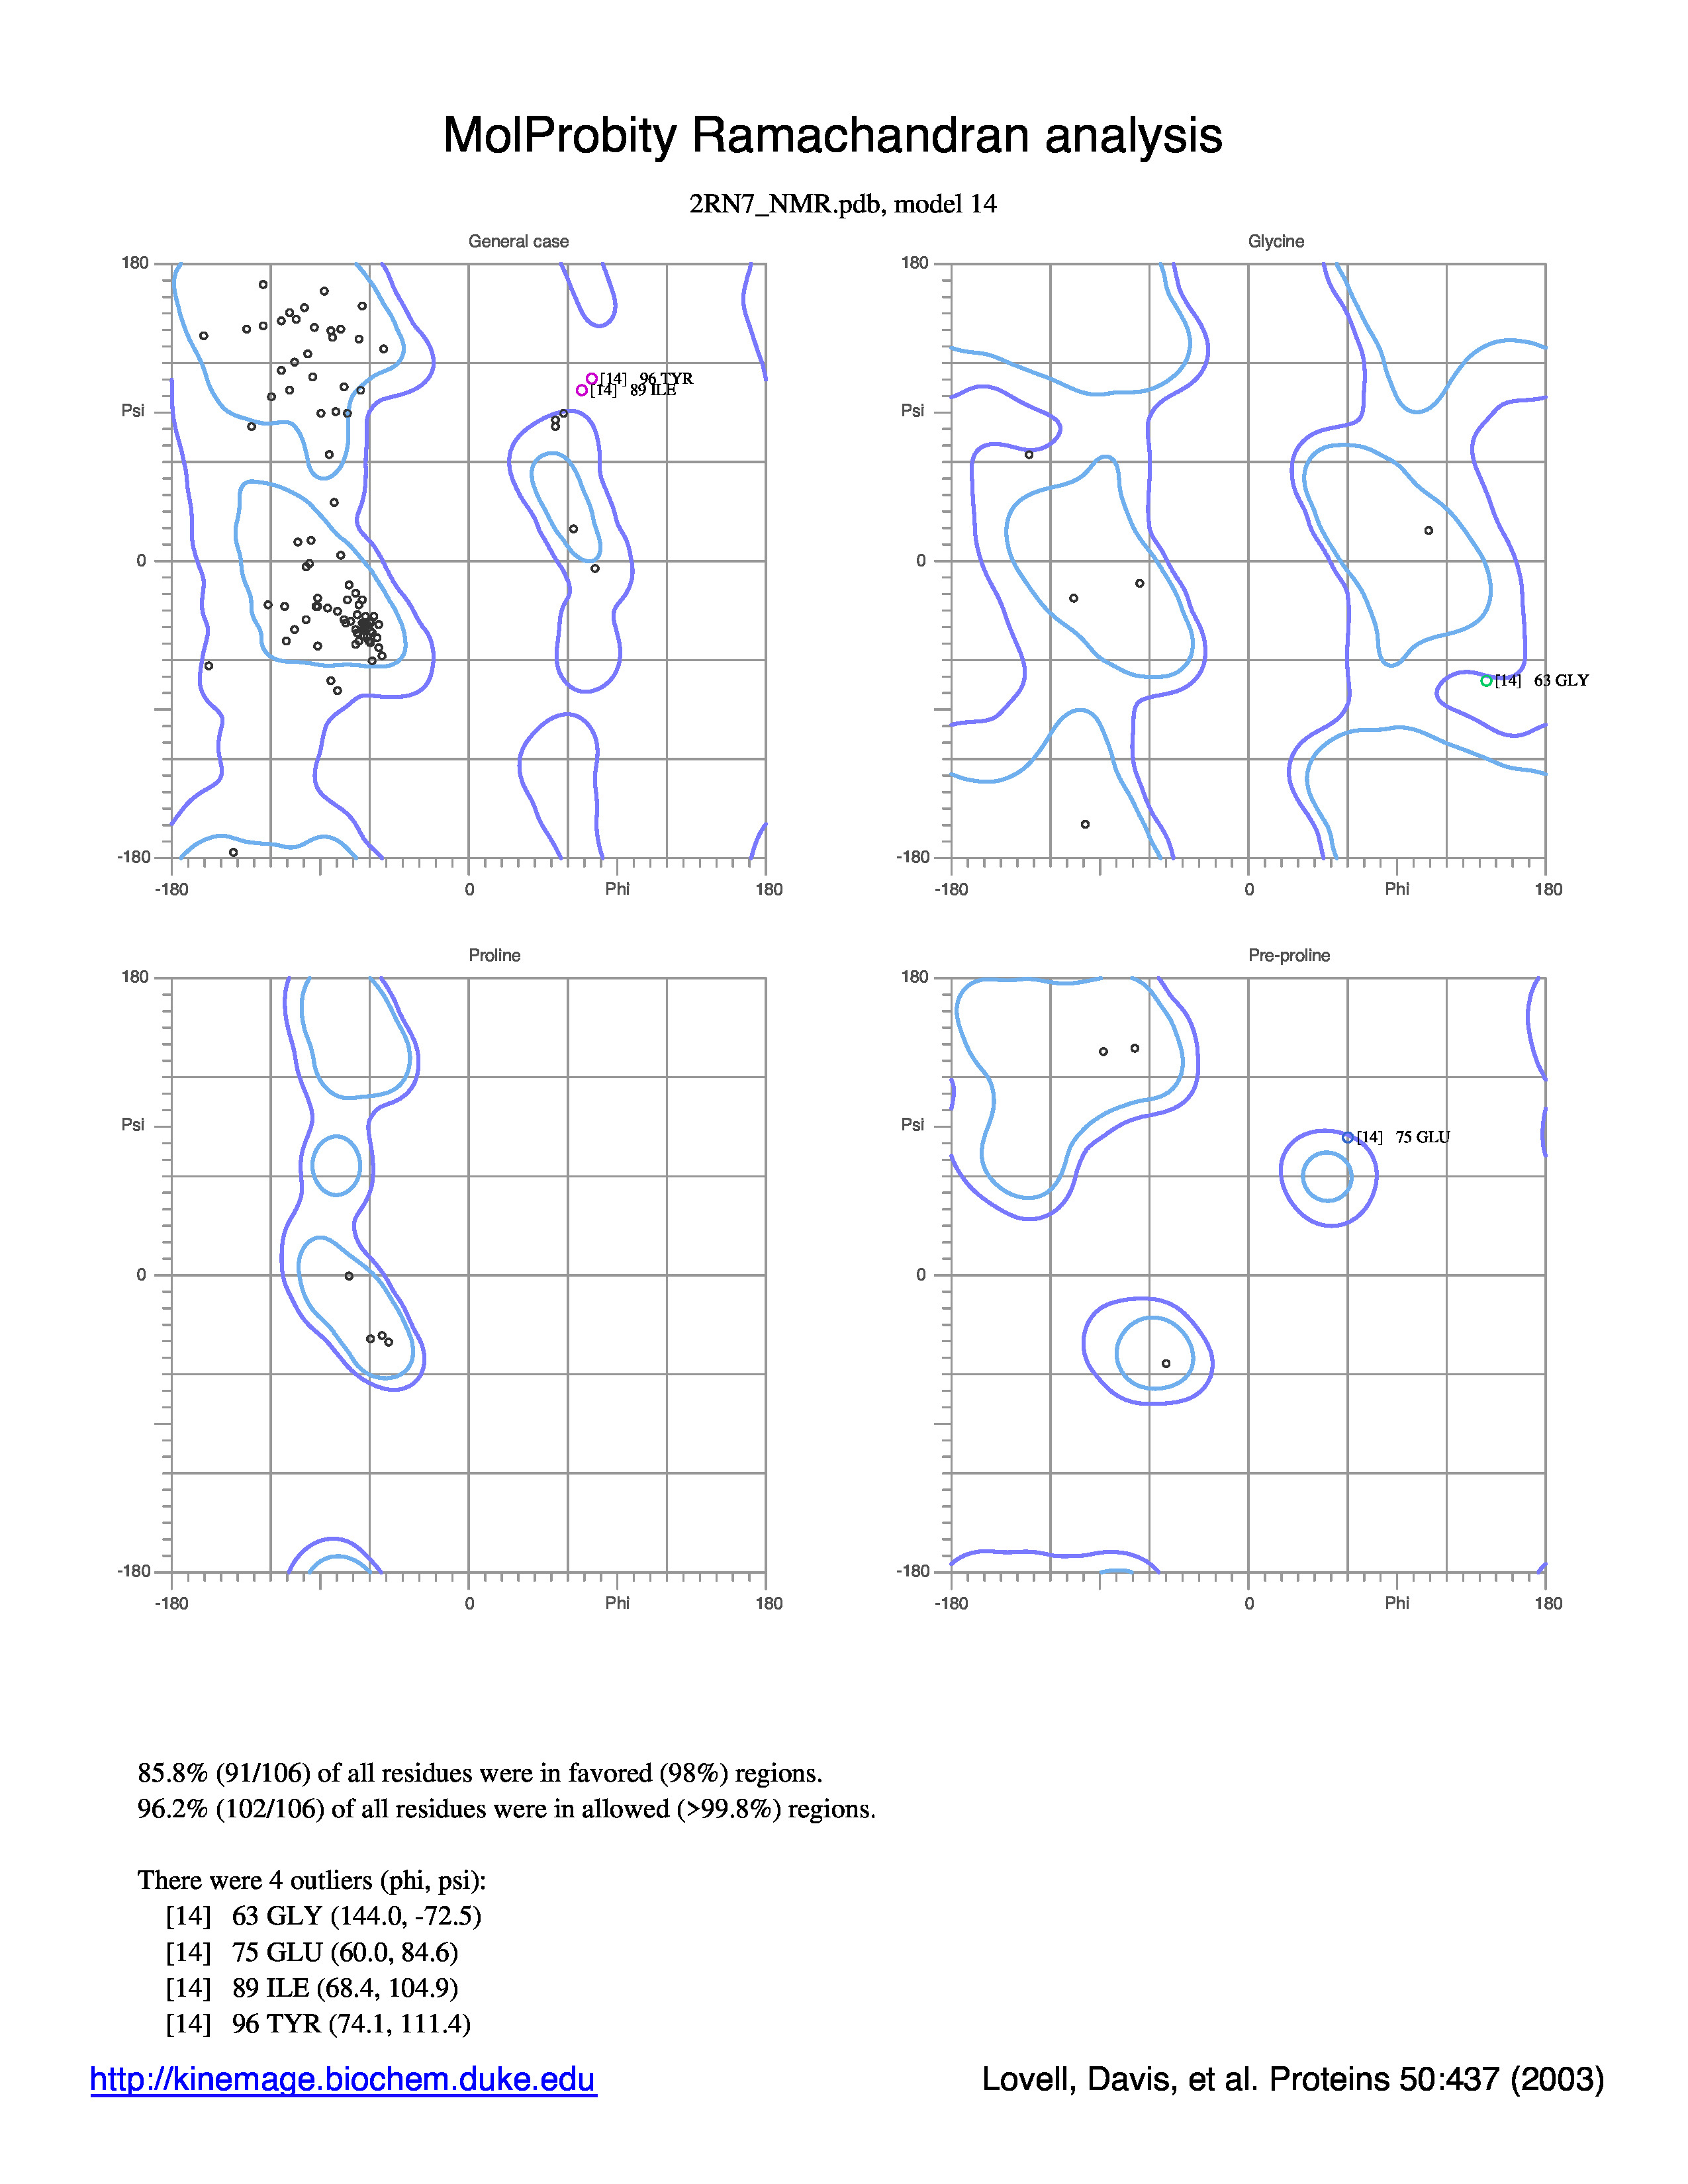 MolProbity Ramachandran analysis
2RN7_NMR.pdb, model 14
General case
180
Psi
0
-180
-180
0
Phi
180
[14] 96 TYR
[14] 89 ILE
Glycine
180
Psi
0
-180
-180
0
Phi
180
[14] 63 GLY
Proline
180
Psi
0
-180
-180
0
Phi
180
Pre-proline
180
Psi
0
-180
-180
0
Phi
180
[14] 75 GLU
85.8% (91/106) of all residues were in favored (98%) regions.
96.2% (102/106) of all residues were in allowed (>99.8%) regions.
There were 4 outliers (phi, psi):
[14] 63 GLY (144.0, -72.5)
[14] 75 GLU (60.0, 84.6)
[14] 89 ILE (68.4, 104.9)
[14] 96 TYR (74.1, 111.4)
http://kinemage.biochem.duke.edu
Lovell, Davis, et al. Proteins 50:437 (2003)